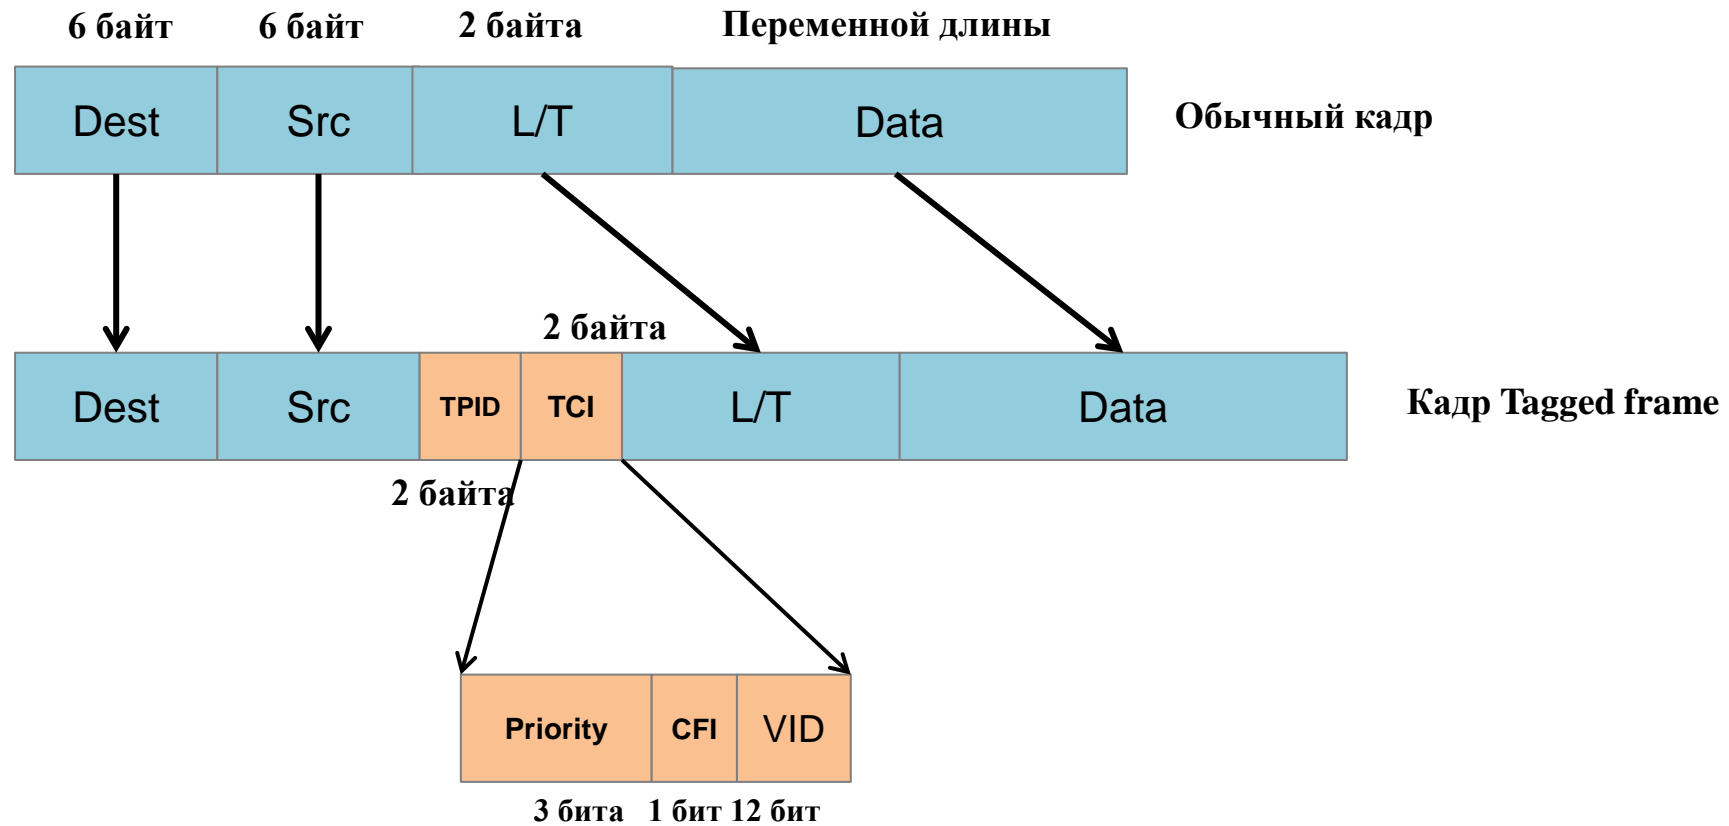 6 байт 6 байт 2 байта Переменной длины
Dest Src L/T Data Обычный кадр
2 байта
Dest Src TPID TCI L/T Data Кадр Tagged frame
2 байта
Priority CFI VID
3 бита 1 бит 12 бит